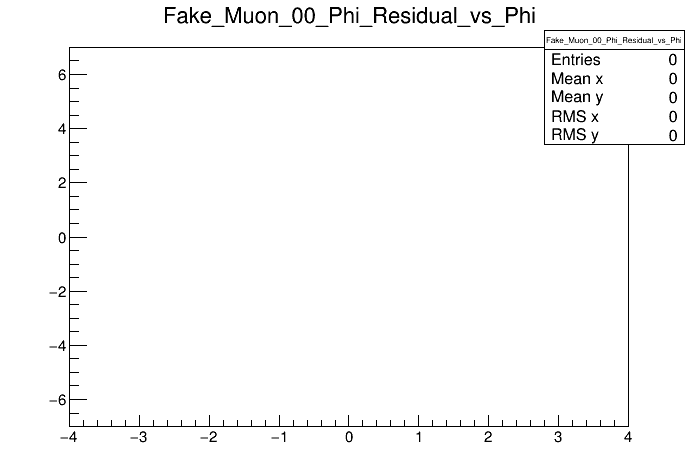 Fake_Muon_00_Phi_Residual_vs_Phi
Fake_Muon_00_Phi_Residual_vs_Phi
Entries 0
Mean x 0
Mean y 0
RMS x 0
RMS y 0
6
4
2
0
−2
−4
−6
−4 −3 −2 −1 0 1 2 3 4